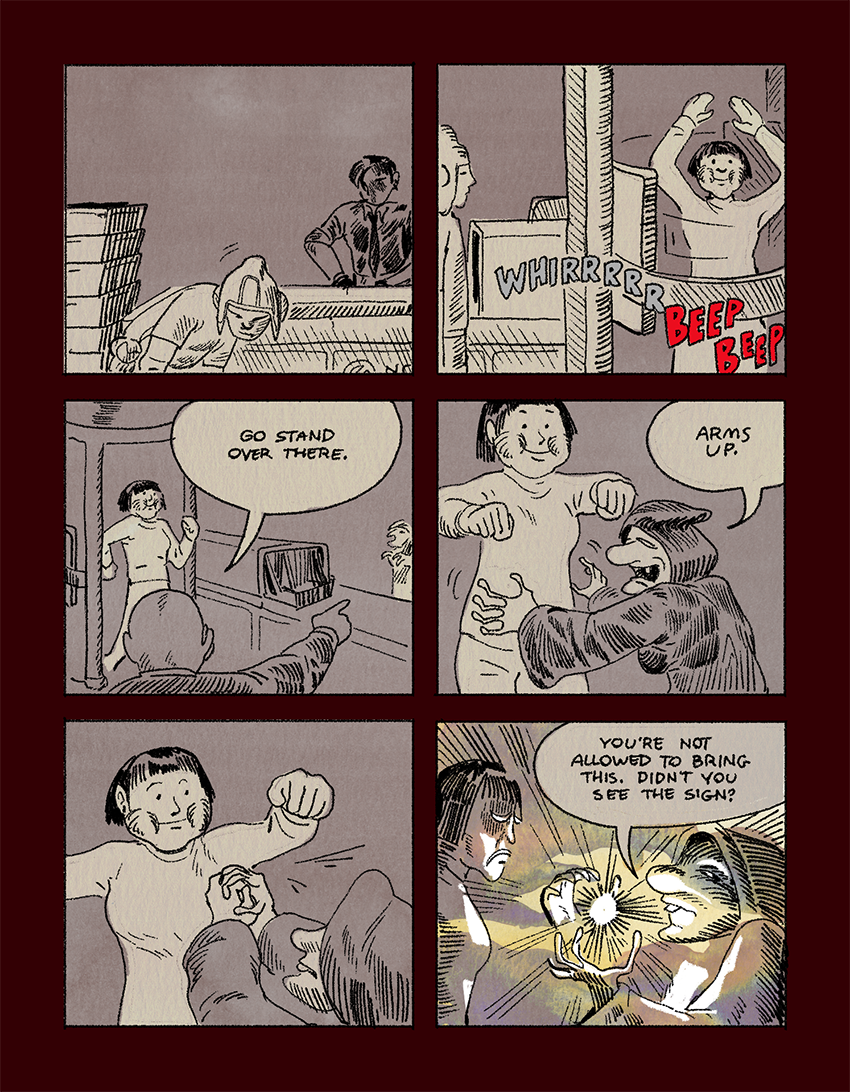 WHIRRRRR
BEEP
BEEP
GO STAND
OVER THERE.
ARMS
UP.
YOU'RE NOT
ALLOWED TO BRING
THIS. DIDN'T YOU
SEE THE SIGN?